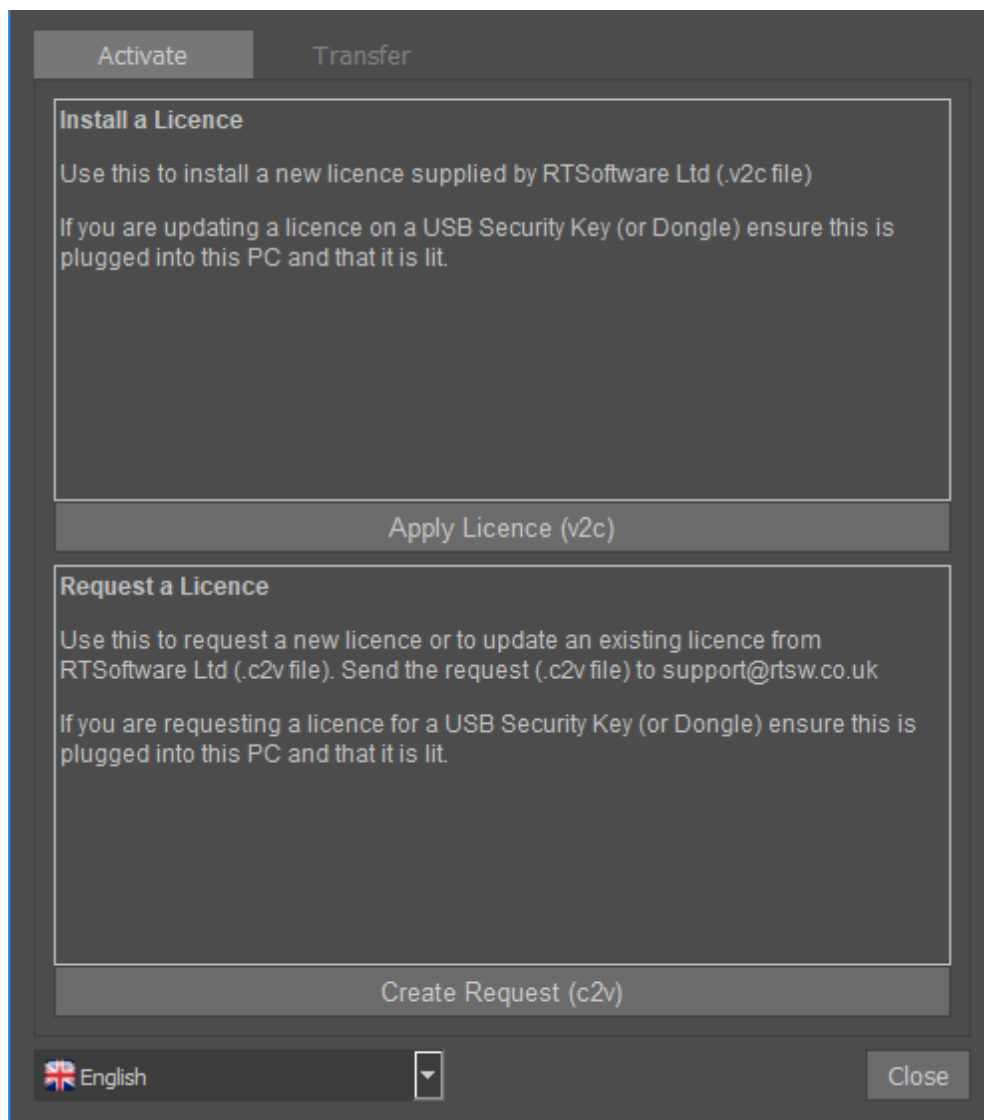 Activate
Transfer
Install a Licence
Use this to install a new licence supplied by RTSoftware Ltd (.v2c file)
If you are updating a licence on a USB Security Key (or Dongle) ensure this is
plugged into this PC and that it is lit.
Apply Licence (v2c)
Request a Licence
Use this to request a new licence or to update an existing licence from
RTSoftware Ltd (.c2v file). Send the request (.c2v file) to support@rtsw.co.uk
If you are requesting a licence for a USB Security Key (or Dongle) ensure this is
plugged into this PC and that it is lit.
Create Request (c2v)
English
Close